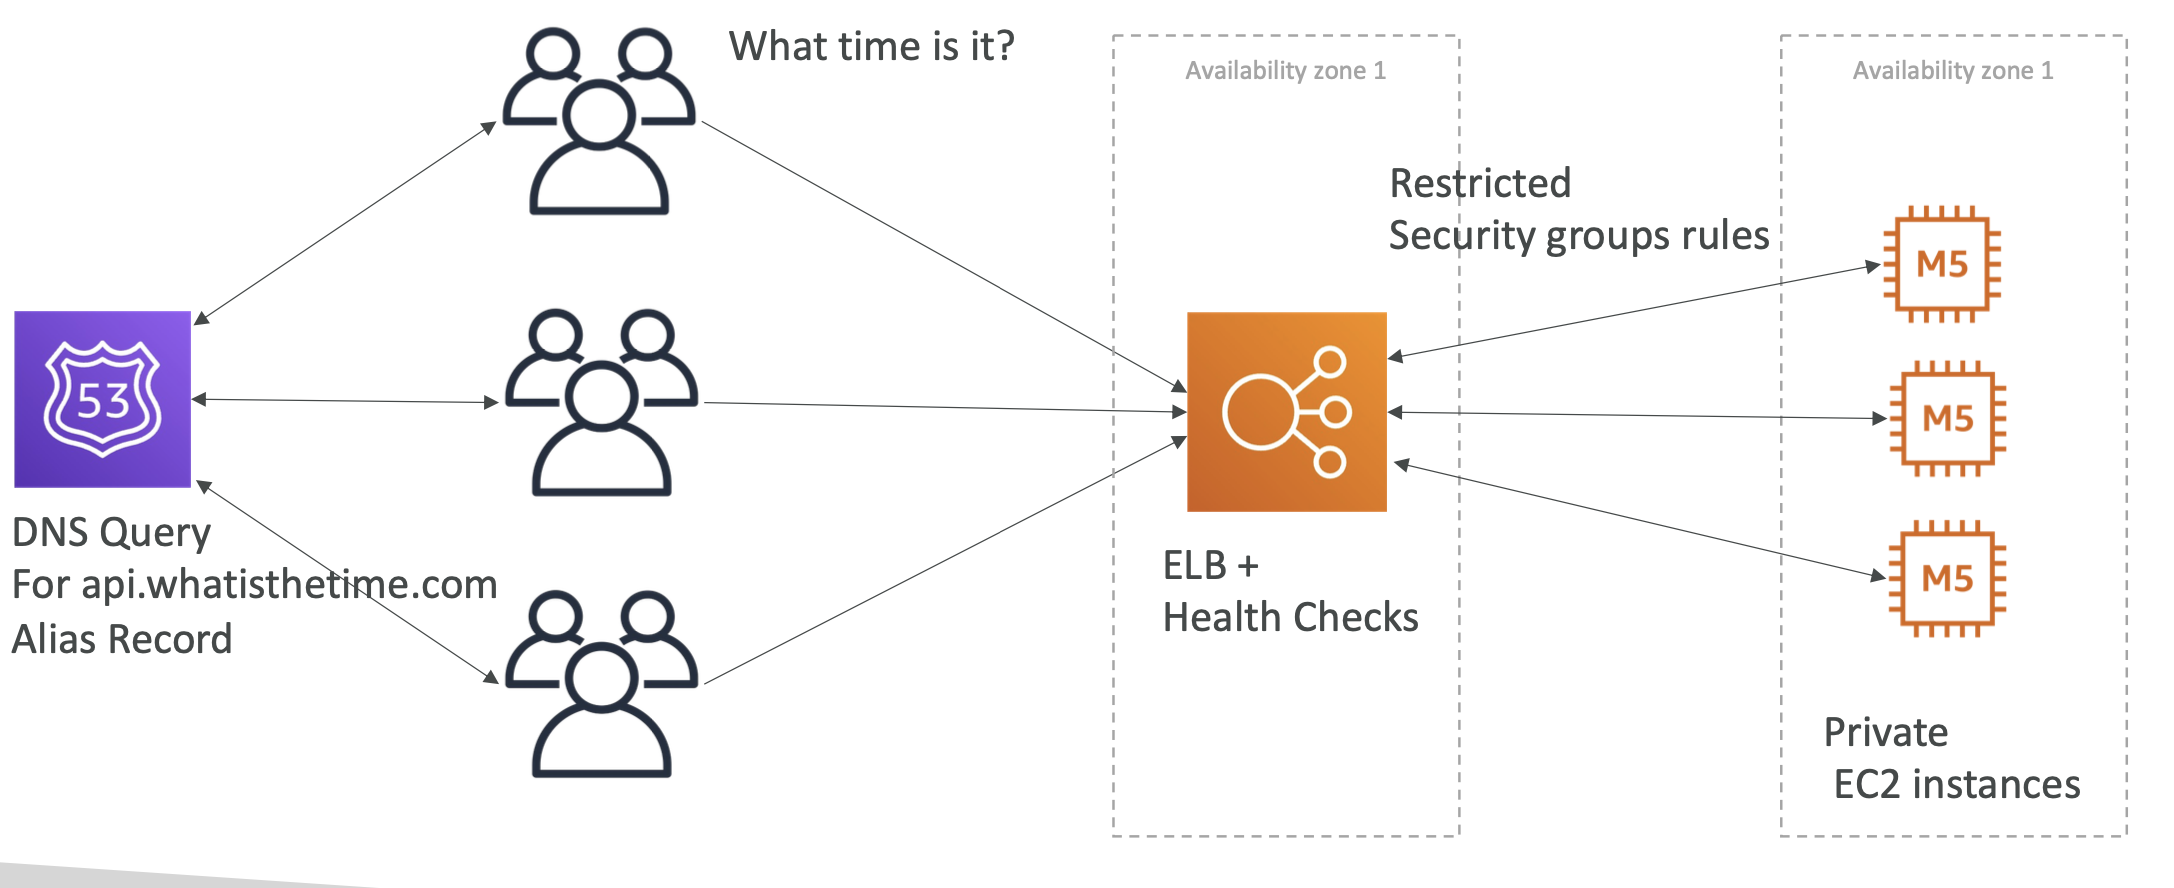 What time is it?
Availability zone 1
Availability zone 1
Restricted
Security groups rules
M5
53
M5
DNS Query
For api.whatisthetime.com
Alias Record
ELB +
Health Checks
M5
Private
EC2 instances